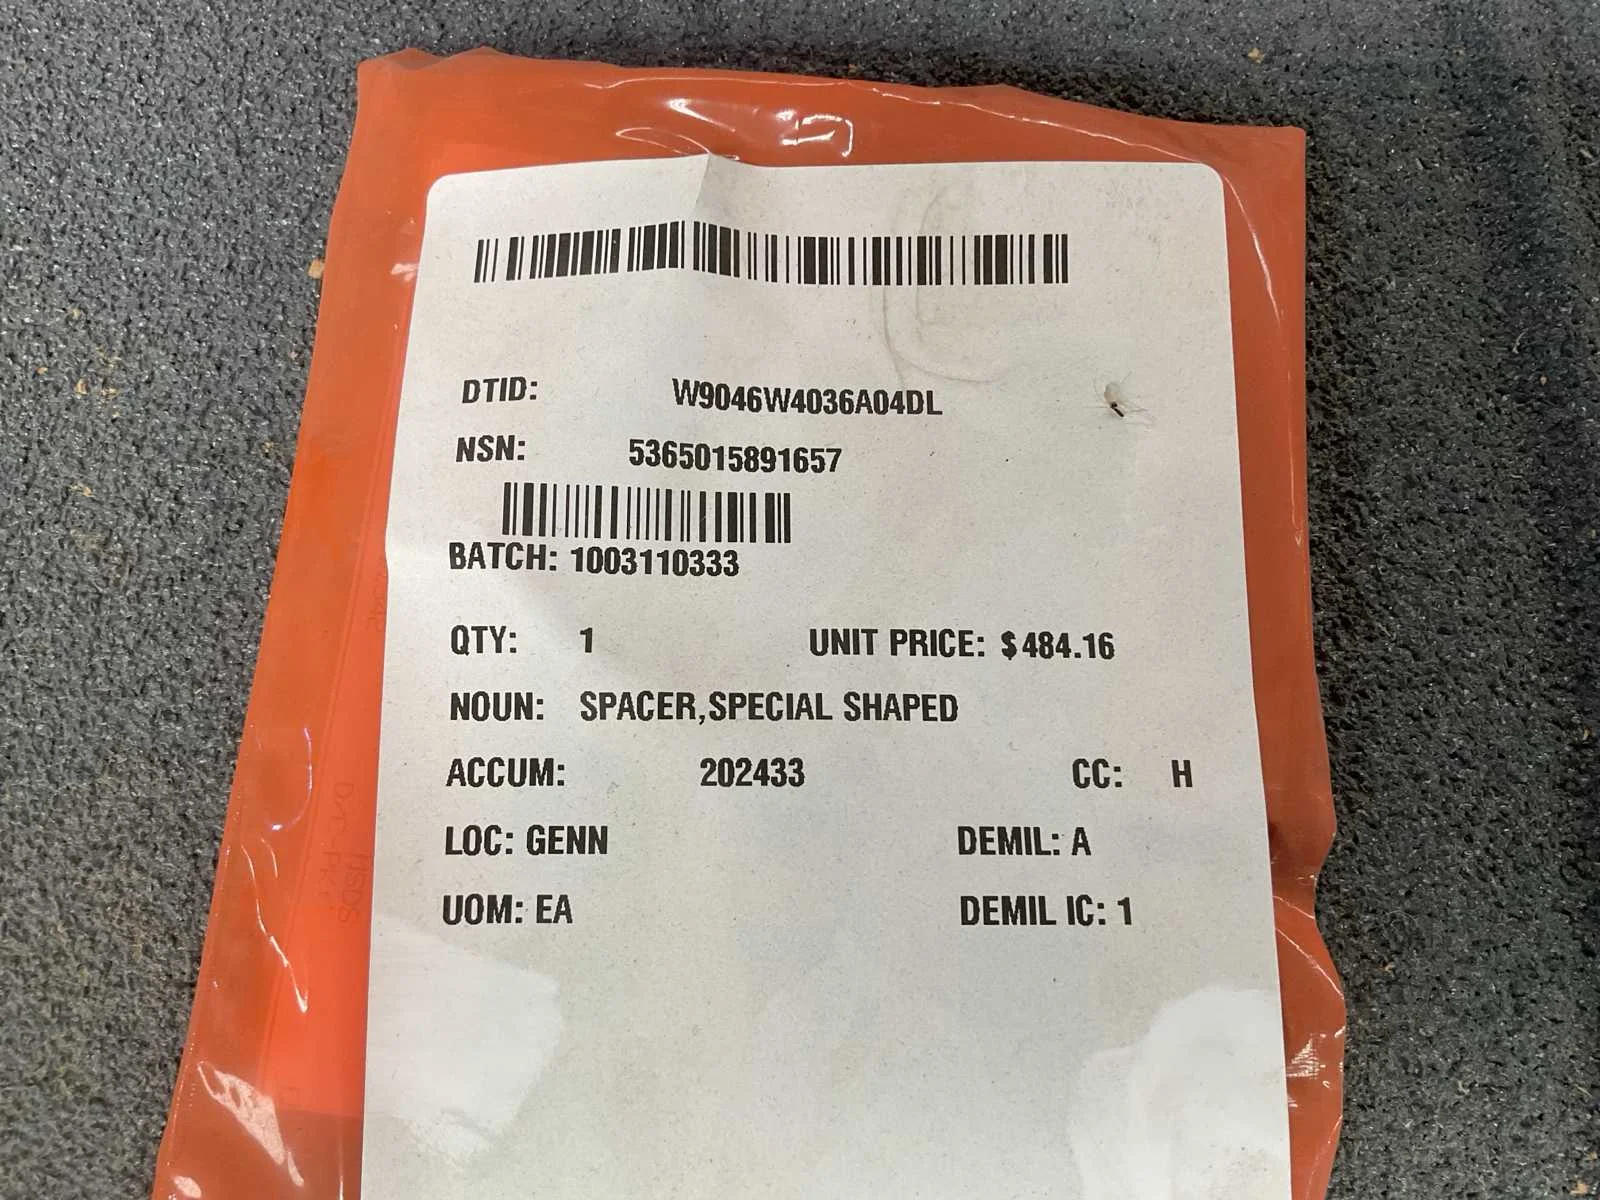 DTID: W9046W4036A04DL
NSN: 5365015891657
BATCH: 1003110333
QTY: 1 UNIT PRICE: $484.16
NOUN: SPACER,SPECIAL SHAPED
ACCUM: 202433 CC: H
LOC: GENN DEMIL: A
UOM: EA DEMIL IC: 1